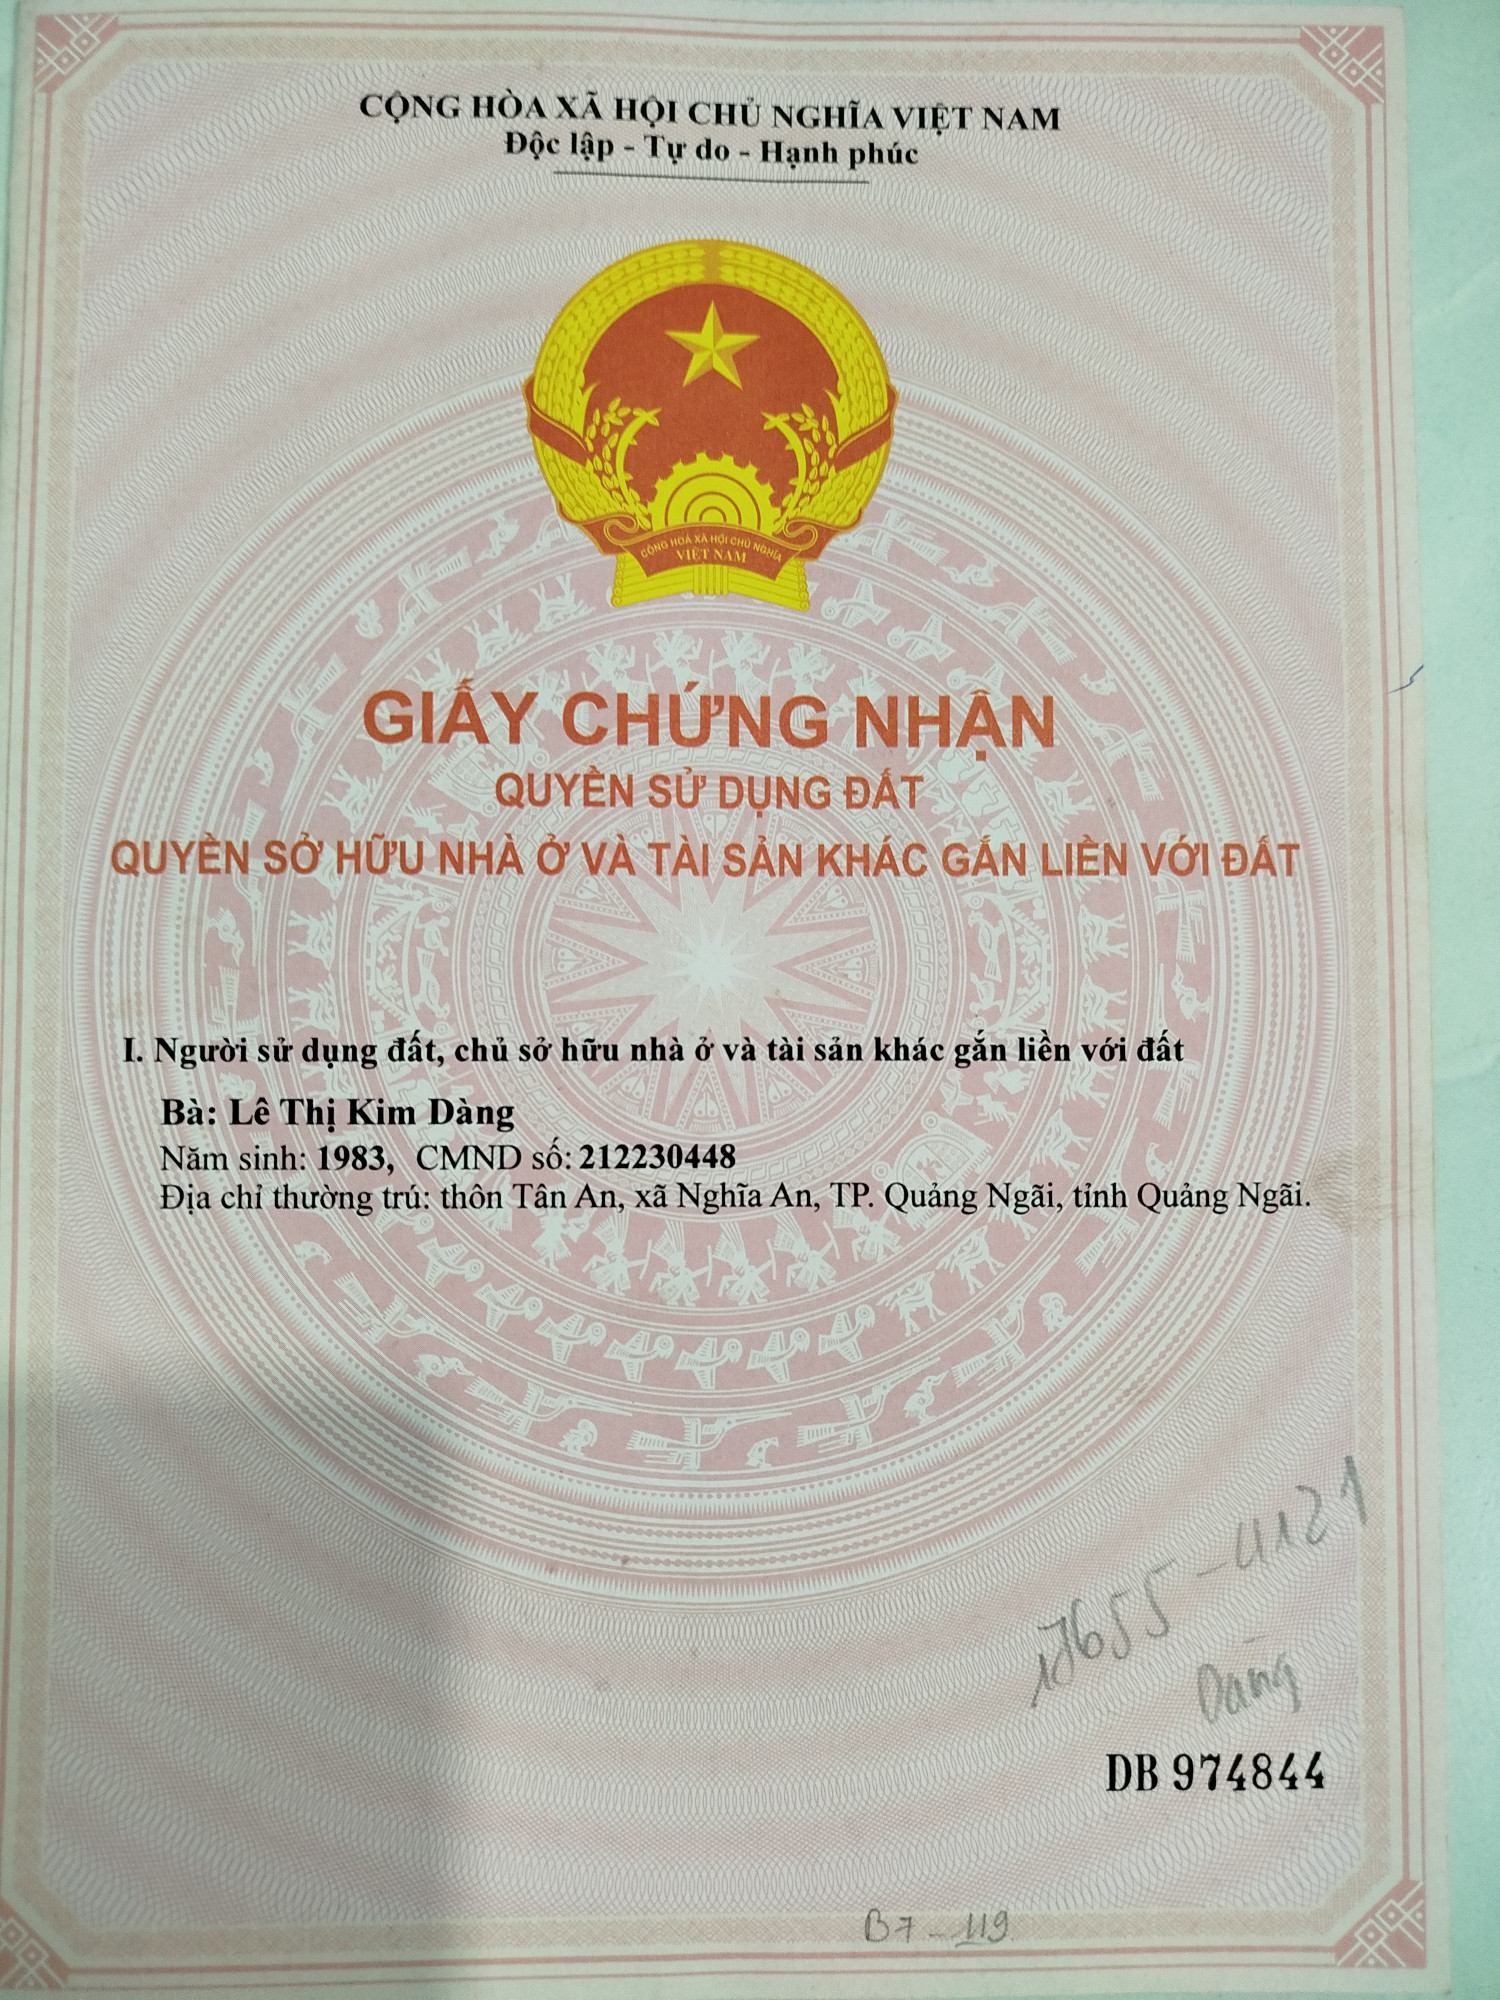 CỘNG HÒA XÃ HỘI CHỦ NGHĨA VIỆT NAM
Độc lập - Tự do - Hạnh phúc
CỘNG HOÀ XÃ HỘI CHỦ NGHĨA
VIỆT NAM
GIẤY CHỨNG NHẬN
QUYỀN SỬ DỤNG ĐẤT
QUYỀN SỞ HỮU NHÀ Ở VÀ TÀI SẢN KHÁC GẮN LIỀN VỚI ĐẤT
I. Người sử dụng đất, chủ sở hữu nhà ở và tài sản khác gắn liền với đất
Bà: Lê Thị Kim Dàng
Năm sinh: 1983, CMND số: 212230448
Địa chỉ thường trú: thôn Tân An, xã Nghĩa An, TP. Quảng Ngãi, tỉnh Quảng Ngãi.
Dàng
DB 974844
B7 - 119